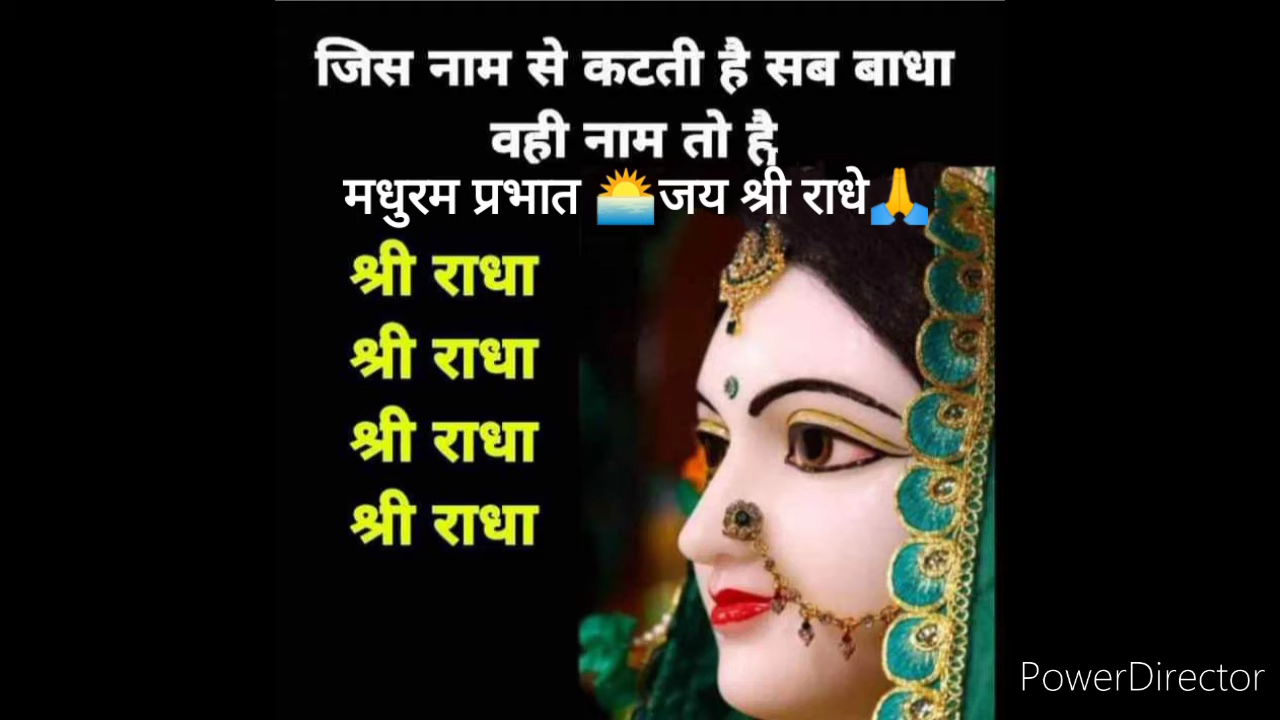 जिस नाम से कटती है सब बाधा
वही नाम तो है
मधुरम प्रभात 🌅जय श्री राधे🙏
श्री राधा
श्री राधा
श्री राधा
श्री राधा
PowerDirector